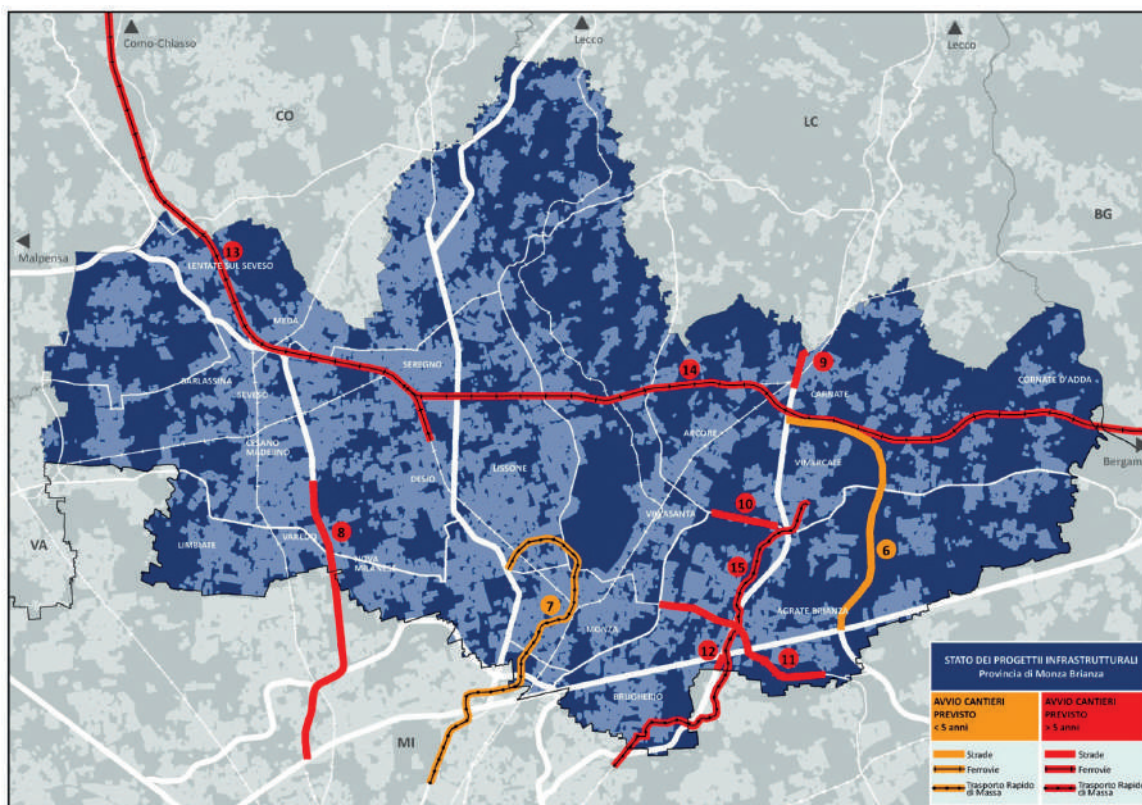 Como-Chiasso
Lecco
Lecco
CO
LC
BG
Malpensa
13
LENTATE SUL SEVESO
MEDA
SEREGNO
14
9
CARNATE
CORNATE D'ADDA
BARLASSINA
SEVESO
ARCORE
CESANO
MADERNO
LISSONE
VIMERCATE
Bergam
DESIO
10
VILLASANTA
8
VA
LIMBIATE
VAREDO
NOVA
MILANESE
6
15
7
AGRATE BRIANZA
MONZA
12
11
BRUGHERIO
MI
STATO DEI PROGETTI INFRASTRUTTURALI
Provincia di Monza Brianza
AVVIO CANTIERI
PREVISTO
< 5 anni
AVVIO CANTIERI
PREVISTO
> 5 anni
Strade
Strade
Ferrovie
Ferrovie
Trasporto Rapido
di Massa
Trasporto Rapido
di Massa